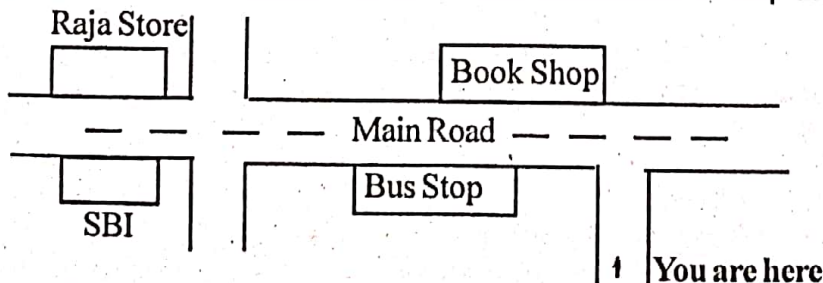 Raja Store
Book Shop
Main Road
Bus Stop
SBI
You are here